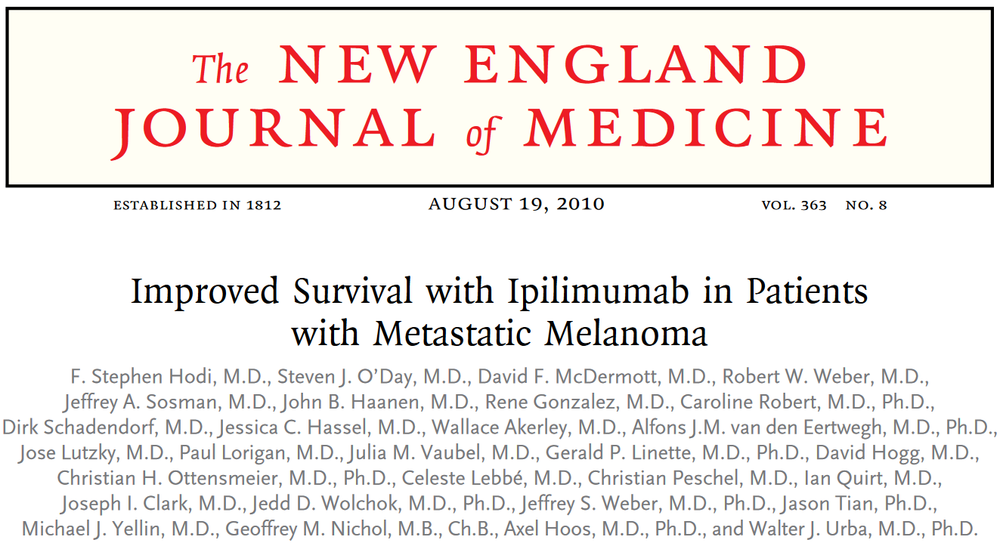 The NEW ENGLAND
JOURNAL of MEDICINE
ESTABLISHED IN 1812 AUGUST 19, 2010 VOL. 363 NO. 8
Improved Survival with Ipilimumab in Patients
with Metastatic Melanoma
F. Stephen Hodi, M.D., Steven J. O’Day, M.D., David F. McDermott, M.D., Robert W. Weber, M.D.,
Jeffrey A. Sosman, M.D., John B. Haanen, M.D., Rene Gonzalez, M.D., Caroline Robert, M.D., Ph.D.,
Dirk Schadendorf, M.D., Jessica C. Hassel, M.D., Wallace Akerley, M.D., Alfons J.M. van den Eertwegh, M.D., Ph.D.,
Jose Lutzky, M.D., Paul Lorigan, M.D., Julia M. Vaubel, M.D., Gerald P. Linette, M.D., Ph.D., David Hogg, M.D.,
Christian H. Ottensmeier, M.D., Ph.D., Celeste Lebbé, M.D., Christian Peschel, M.D., Ian Quirt, M.D.,
Joseph I. Clark, M.D., Jedd D. Wolchok, M.D., Ph.D., Jeffrey S. Weber, M.D., Ph.D., Jason Tian, Ph.D.,
Michael J. Yellin, M.D., Geoffrey M. Nichol, M.B., Ch.B., Axel Hoos, M.D., Ph.D., and Walter J. Urba, M.D., Ph.D.